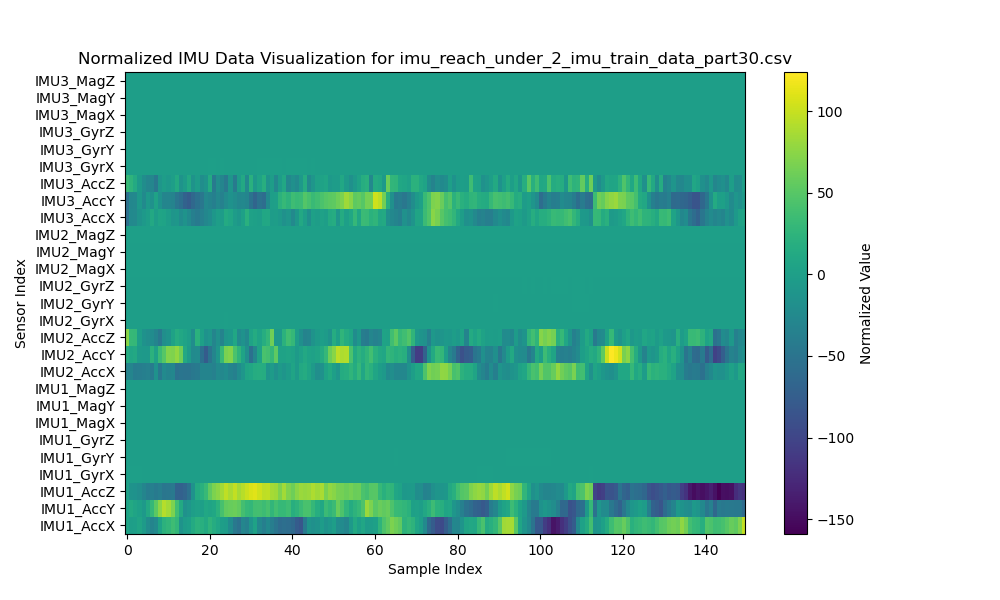 Normalized IMU Data Visualization for imu_reach_under_2_imu_train_data_part30.csv
IMU3_MagZ
IMU3_MagY
IMU3_MagX
IMU3_GyrZ
IMU3_GyrY
IMU3_GyrX
IMU3_AccZ
IMU3_AccY
IMU3_AccX
IMU2_MagZ
IMU2_MagY
IMU2_MagX
IMU2_GyrZ
IMU2_GyrY
IMU2_GyrX
IMU2_AccZ
IMU2_AccY
IMU2_AccX
IMU1_MagZ
IMU1_MagY
IMU1_MagX
IMU1_GyrZ
IMU1_GyrY
IMU1_GyrX
IMU1_AccZ
IMU1_AccY
IMU1_AccX
Sensor Index
0 20 40 60 80 100 120 140
Sample Index
100
50
0
−50
−100
−150
Normalized Value